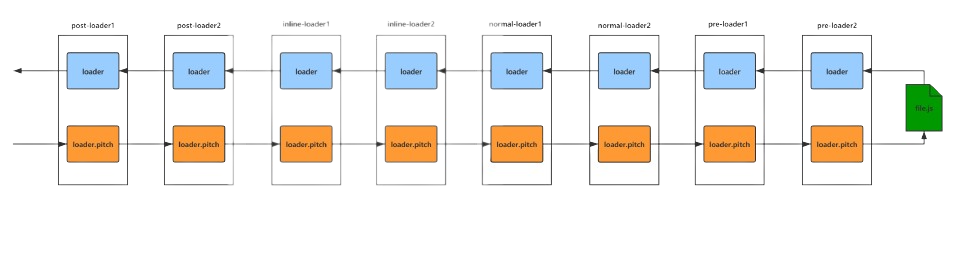 post-loader1 post-loader2 inline-loader1 inline-loader2 normal-loader1 normal-loader2 pre-loader1 pre-loader2
loader loader loader loader loader loader loader loader
file.js
loader.pitch loader.pitch loader.pitch loader.pitch loader.pitch loader.pitch loader.pitch loader.pitch